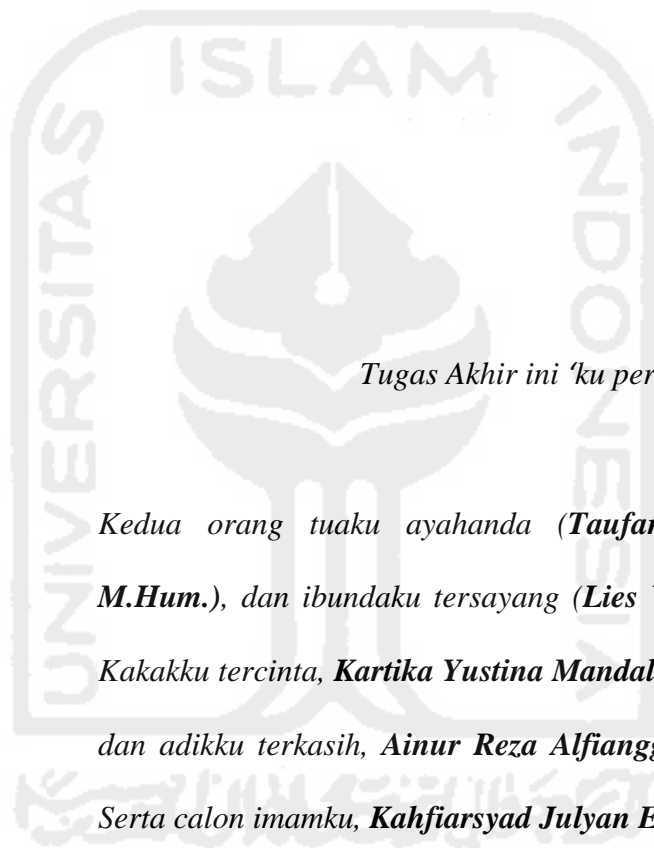 ISLAM
UNIVERSITAS
INDONESIA
Tugas Akhir ini ‘ku per
Kedua orang tuaku ayahanda (Taufan
M.Hum.), dan ibundaku tersayang (Lies
Kakakku tercinta, Kartika Yustina Mandal
dan adikku terkasih, Ainur Reza Alfiangg
Serta calon imamku, Kahfiarsyad Julyan E